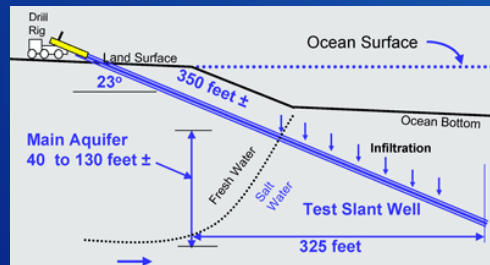 Drill
Rig
Land Surface
Ocean Surface
23°
350 feet ±
Ocean Bottom
Main Aquifer
40 to 130 feet ±
Fresh Water
Salt
Water
Infiltration
Test Slant Well
325 feet